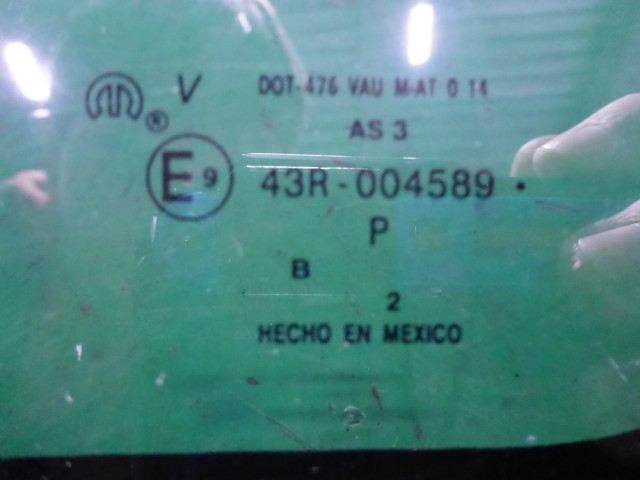 m® V
DOT-476 VAU M-AT 0 14
AS 3
E9 43R-004589 •
P
B
2
HECHO EN MEXICO